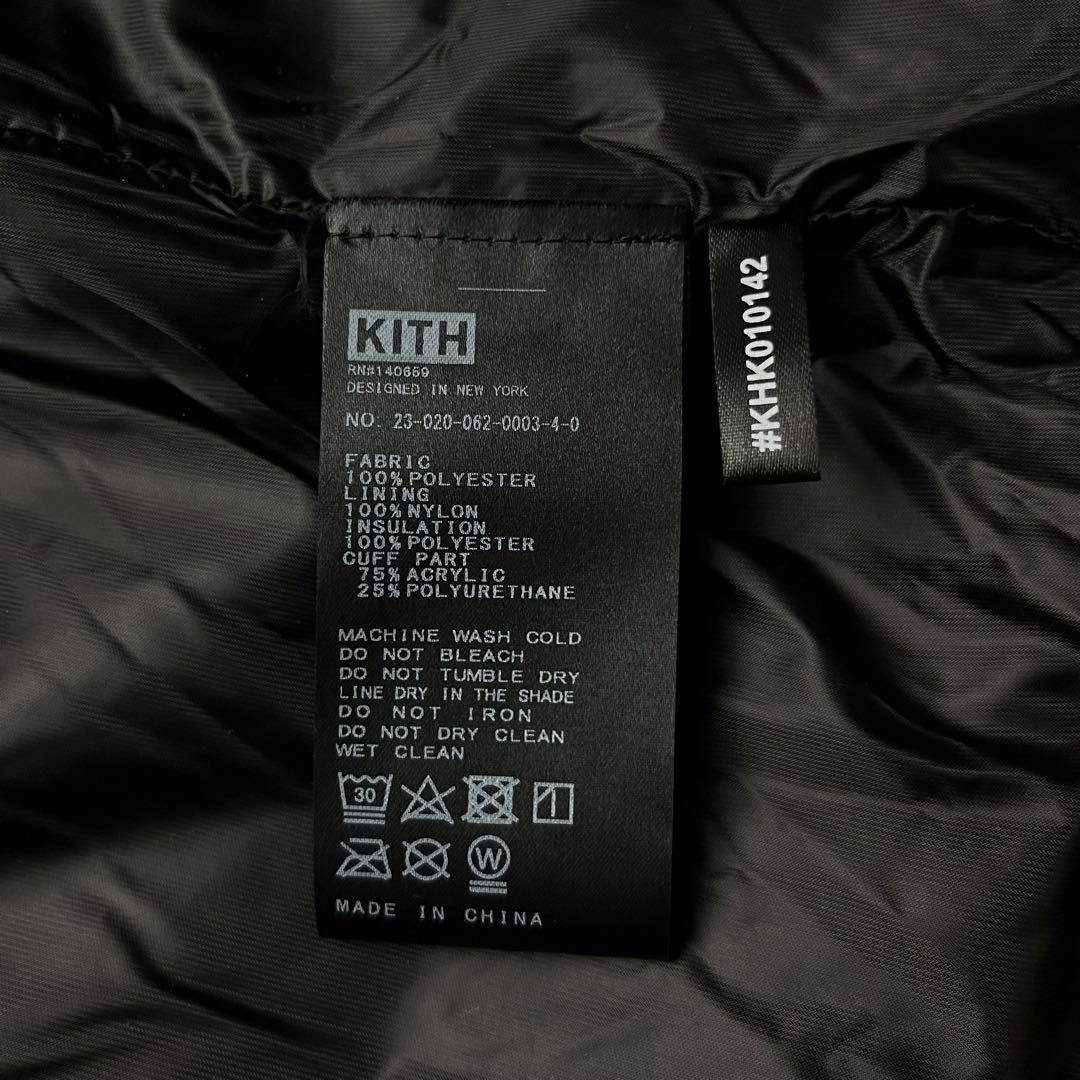 KITH
RN#140659
DESIGNED IN NEW YORK
NO. 23-020-062-0003-4-0
FABRIC
100%POLYESTER
LINING
100%NYLON
INSULATION
100%POLYESTER
CUFF PART
75%ACRYLIC
25%POLYURETHANE
MACHINE WASH COLD
DO NOT BLEACH
DO NOT TUMBLE DRY
LINE DRY IN THE SHADE
DO NOT IRON
DO NOT DRY CLEAN
WET CLEAN
30
W
MADE IN CHINA
#KHK010142